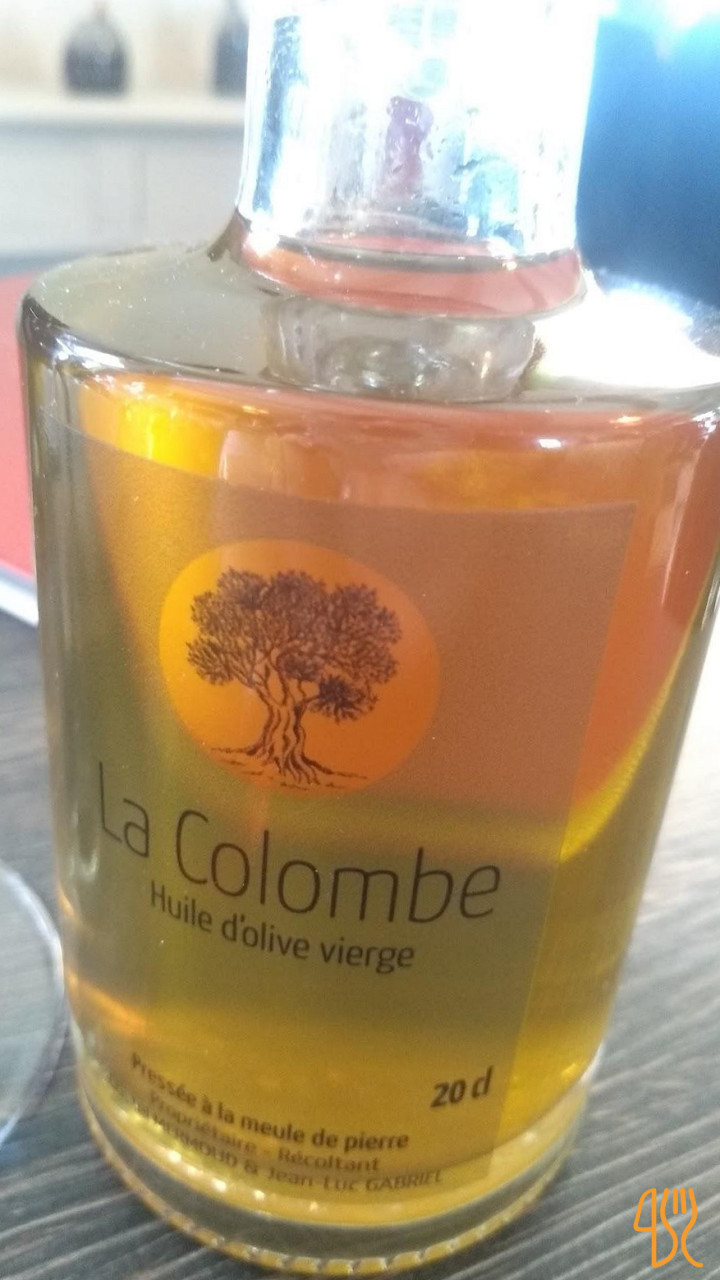 La Colombe
Huile d'olive vierge
20 cl
Pressée à la meule de pierre
Propriétaire - Récoltant
& Jean-Luc GABRIEL